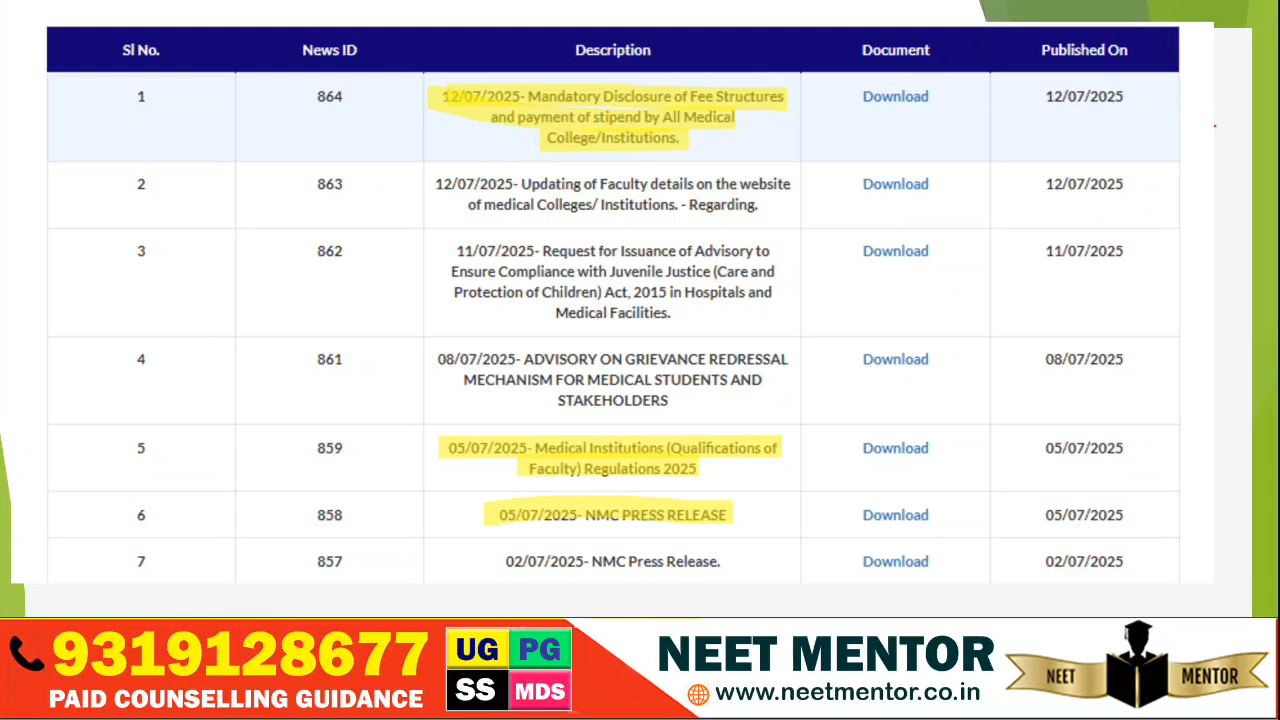 Sl No. News ID Description Document Published On
1 864 12/07/2025- Mandatory Disclosure of Fee Structures Download 12/07/2025
and payment of stipend by All Medical
College/Institutions.
2 863 12/07/2025- Updating of Faculty details on the website Download 12/07/2025
of medical Colleges/ Institutions. - Regarding.
3 862 11/07/2025- Request for Issuance of Advisory to Download 11/07/2025
Ensure Compliance with Juvenile Justice (Care and
Protection of Children) Act, 2015 in Hospitals and
Medical Facilities.
4 861 08/07/2025- ADVISORY ON GRIEVANCE REDRESSAL Download 08/07/2025
MECHANISM FOR MEDICAL STUDENTS AND
STAKEHOLDERS
5 859 05/07/2025- Medical Institutions (Qualifications of Download 05/07/2025
Faculty) Regulations 2025
6 858 05/07/2025- NMC PRESS RELEASE Download 05/07/2025
7 857 02/07/2025- NMC Press Release. Download 02/07/2025
9319128677
PAID COUNSELLING GUIDANCE
UG PG
SS MDS
NEET MENTOR
www.neetmentor.co.in
NEET MENTOR